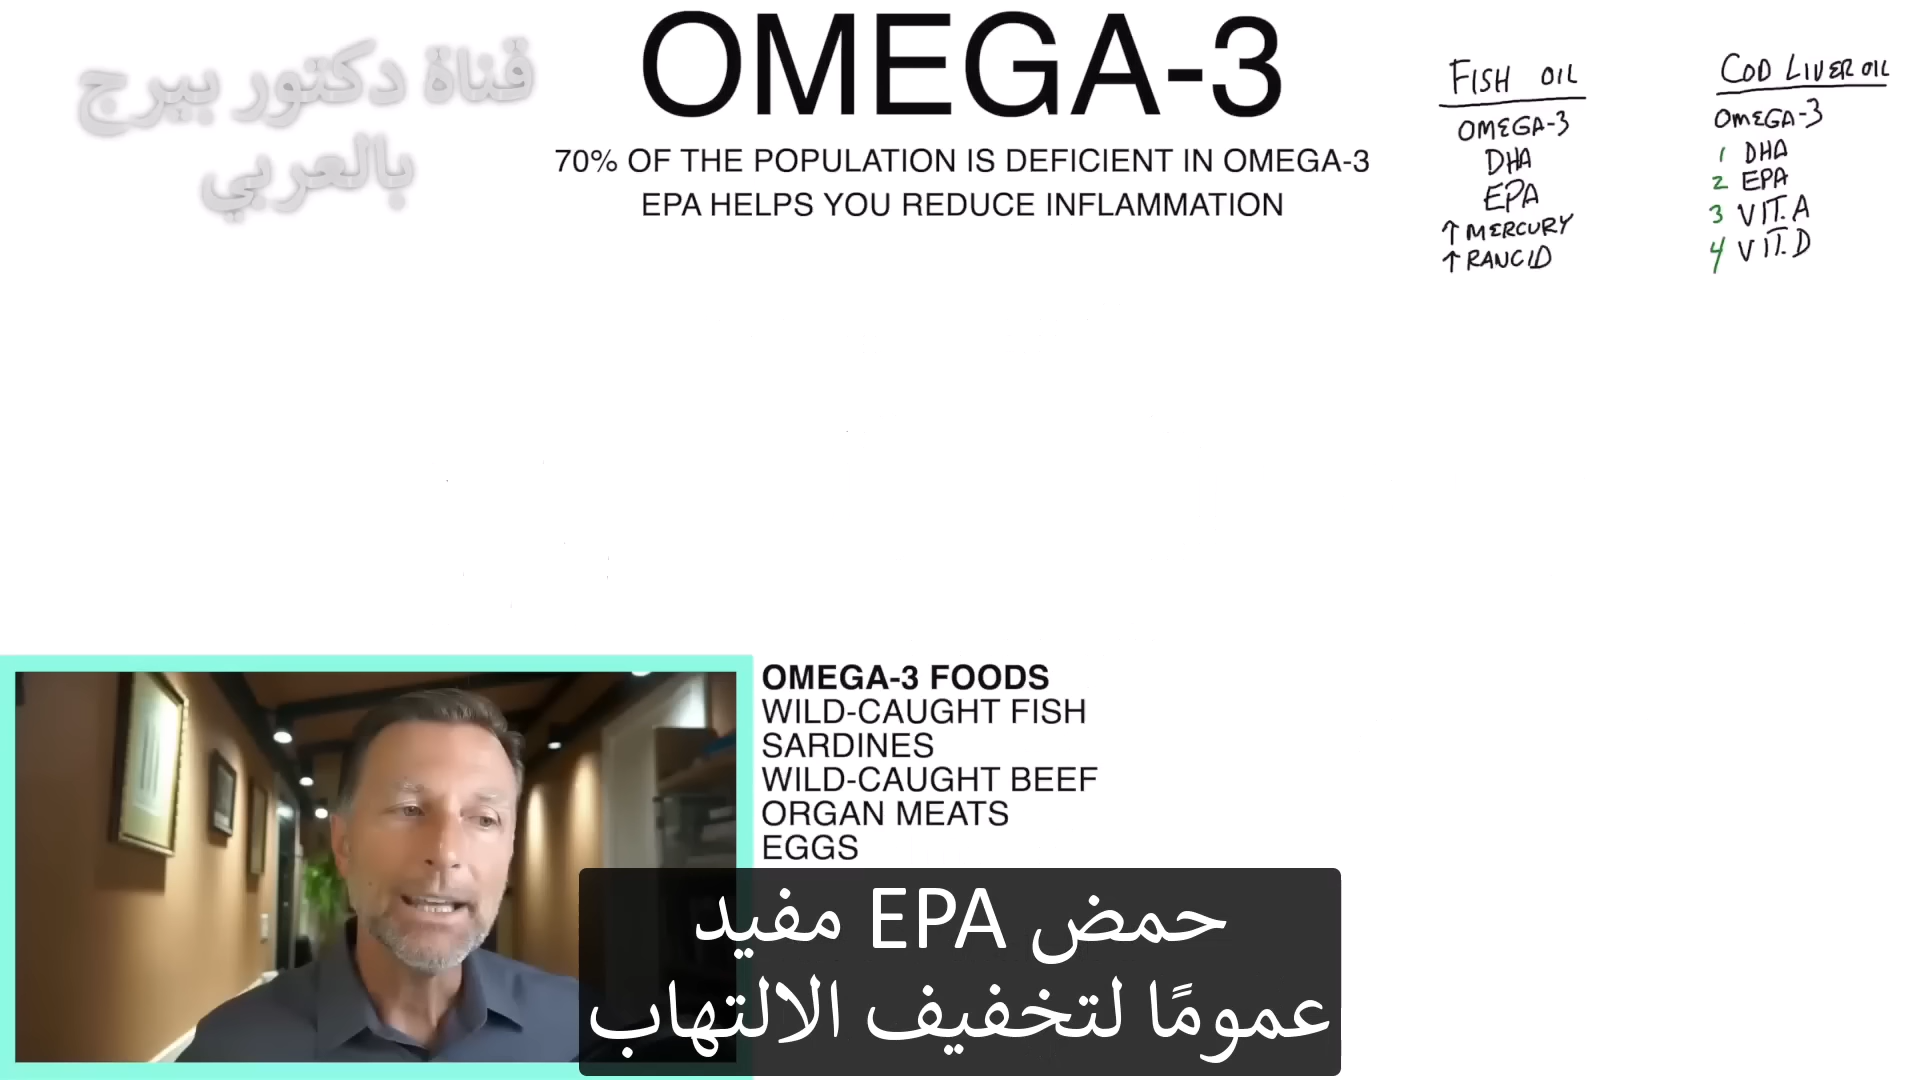 قناة دكتور بيرج
بالعربي
OMEGA-3
70% OF THE POPULATION IS DEFICIENT IN OMEGA-3
EPA HELPS YOU REDUCE INFLAMMATION
FISH OIL
OMEGA-3
DHA
EPA
↑ MERCURY
↑ RANCID
COD LIVER OIL
OMEGA-3
1 DHA
2 EPA
3 VIT. A
4 VIT. D
OMEGA-3 FOODS
WILD-CAUGHT FISH
SARDINES
WILD-CAUGHT BEEF
ORGAN MEATS
EGGS
حمض EPA مفيد
عمومًا لتخفيف الالتهاب